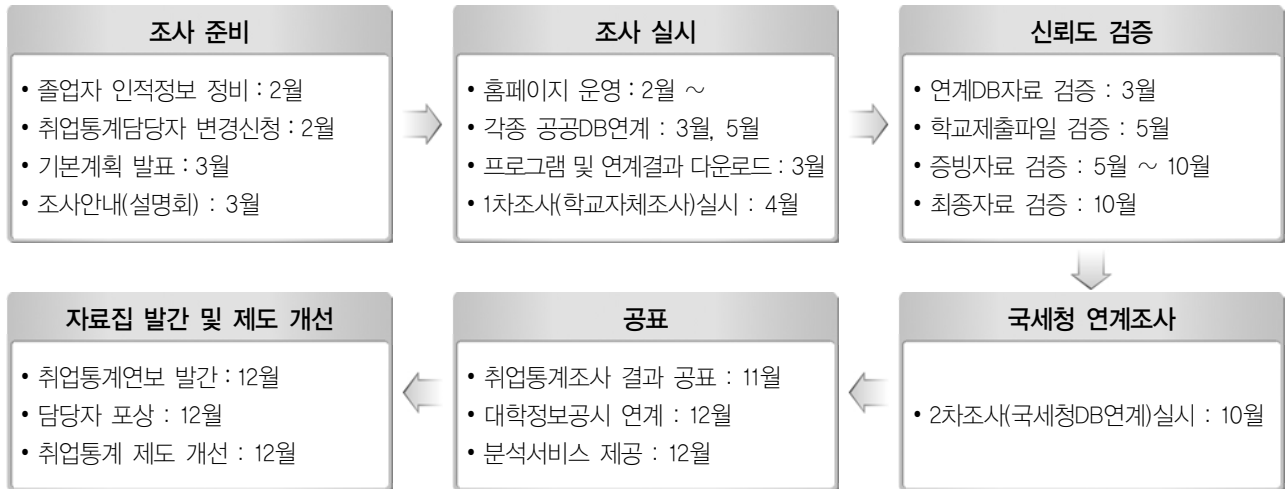 조사 준비
• 졸업자 인적정보 정비 : 2월
• 취업통계담당자 변경신청 : 2월
• 기본계획 발표 : 3월
• 조사안내(설명회) : 3월
조사 실시
• 홈페이지 운영 : 2월 ~
• 각종 공공DB연계 : 3월, 5월
• 프로그램 및 연계결과 다운로드 : 3월
• 1차조사(학교자체조사)실시 : 4월
신뢰도 검증
• 연계DB자료 검증 : 3월
• 학교제출파일 검증 : 5월
• 증빙자료 검증 : 5월 ~ 10월
• 최종자료 검증 : 10월
국세청 연계조사
• 2차조사(국세청DB연계)실시 : 10월
공표
• 취업통계조사 결과 공표 : 11월
• 대학정보공시 연계 : 12월
• 분석서비스 제공 : 12월
자료집 발간 및 제도 개선
• 취업통계연보 발간 : 12월
• 담당자 포상 : 12월
• 취업통계 제도 개선 : 12월